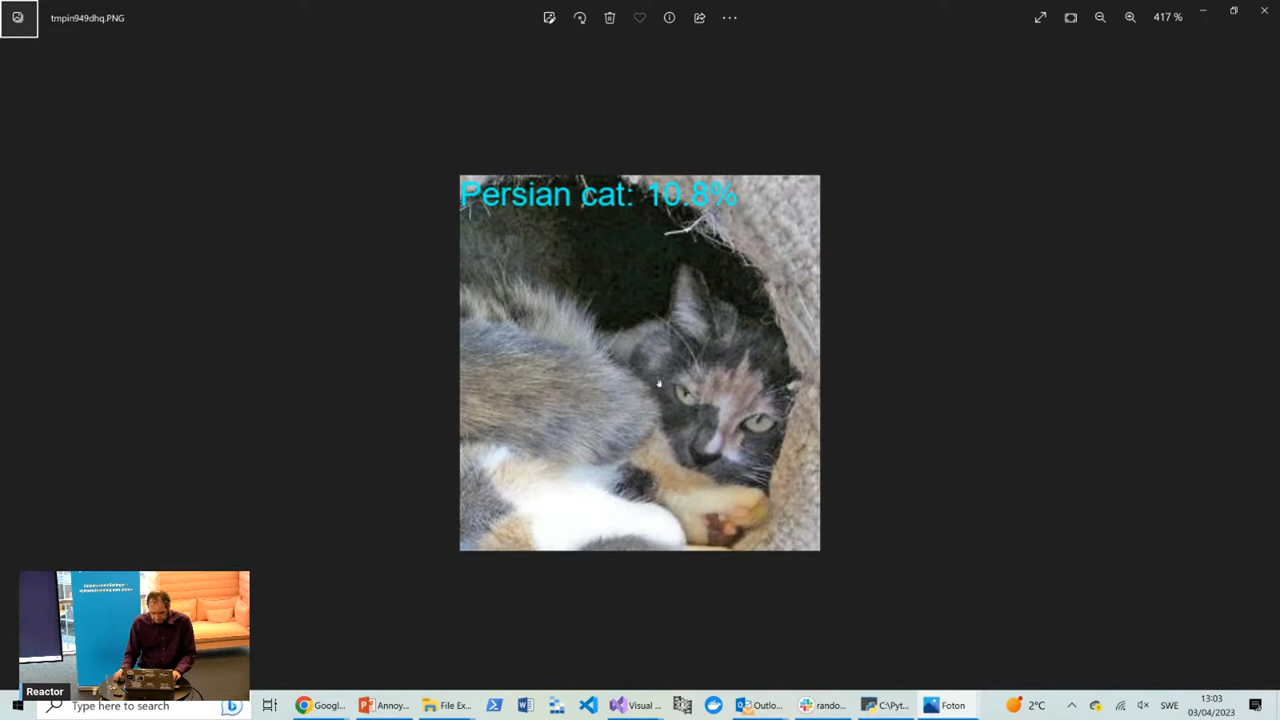 tmpin949dhq.PNG
417 %
Persian cat: 10.8%
Reactor
Type here to search
Googl...
Annoy...
File Ex...
Visual ...
Outlo...
rando...
C:\Pyt...
Foton
2°C
SWE
13:03
03/04/2023